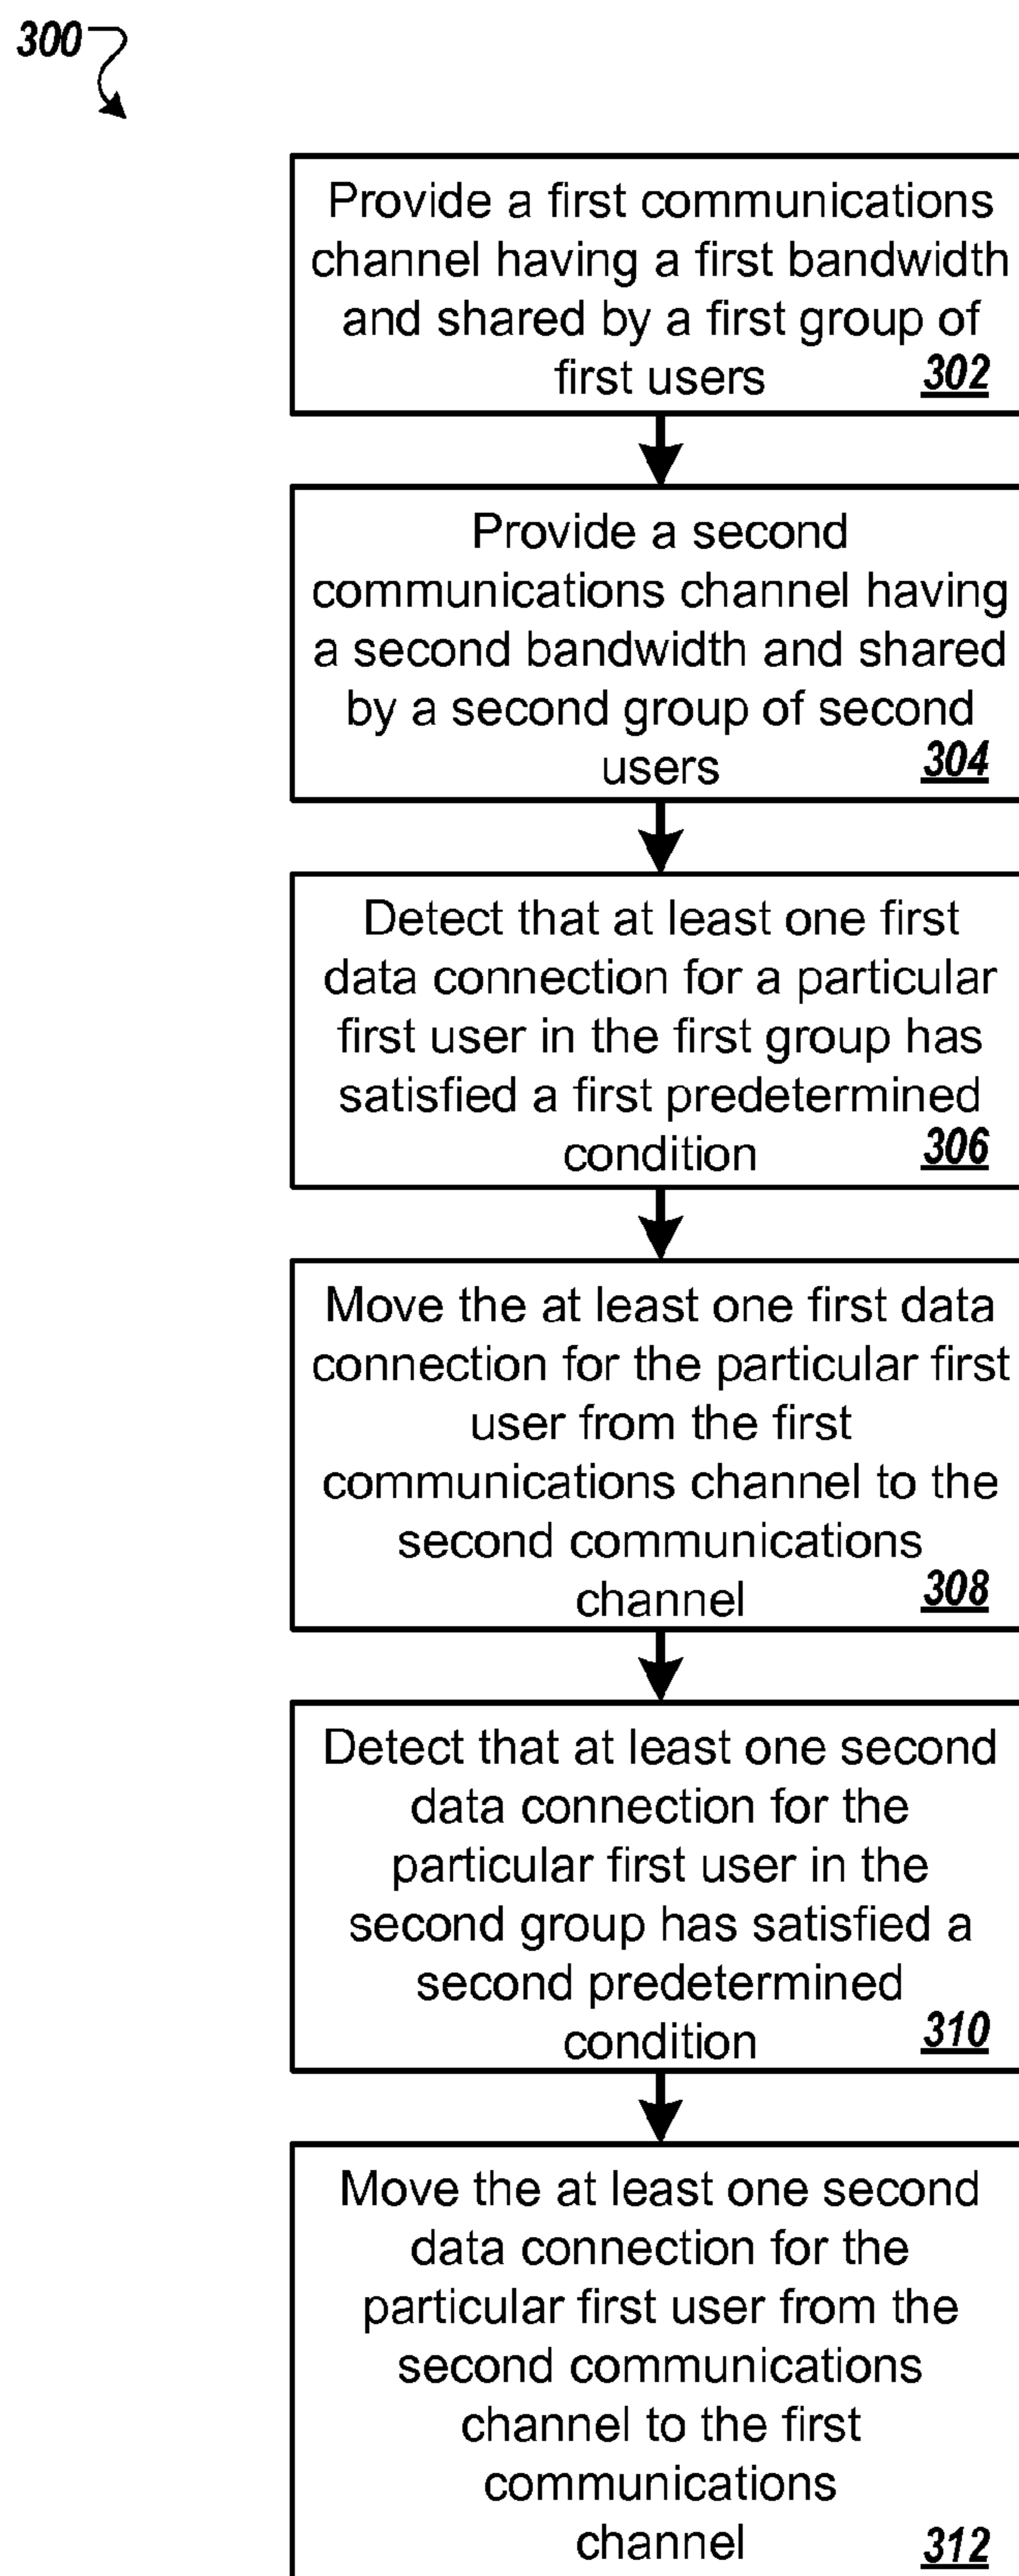 300
Provide a first communications
channel having a first bandwidth
and shared by a first group of
first users 302
Provide a second
communications channel having
a second bandwidth and shared
by a second group of second
users 304
Detect that at least one first
data connection for a particular
first user in the first group has
satisfied a first predetermined
condition 306
Move the at least one first data
connection for the particular first
user from the first
communications channel to the
second communications
channel 308
Detect that at least one second
data connection for the
particular first user in the
second group has satisfied a
second predetermined
condition 310
Move the at least one second
data connection for the
particular first user from the
second communications
channel to the first
communications
channel 312